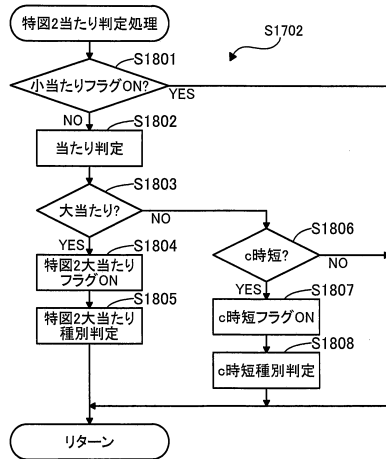 特図2当たり判定処理
S1702
S1801
小当たりフラグON?
YES
NO
S1802
当たり判定
S1803
大当たり?
NO
S1806
YES
S1804
c時短?
NO
特図2大当たり
フラグON
YES
S1807
S1805
c時短フラグON
特図2大当たり
種別判定
S1808
c時短種別判定
リターン